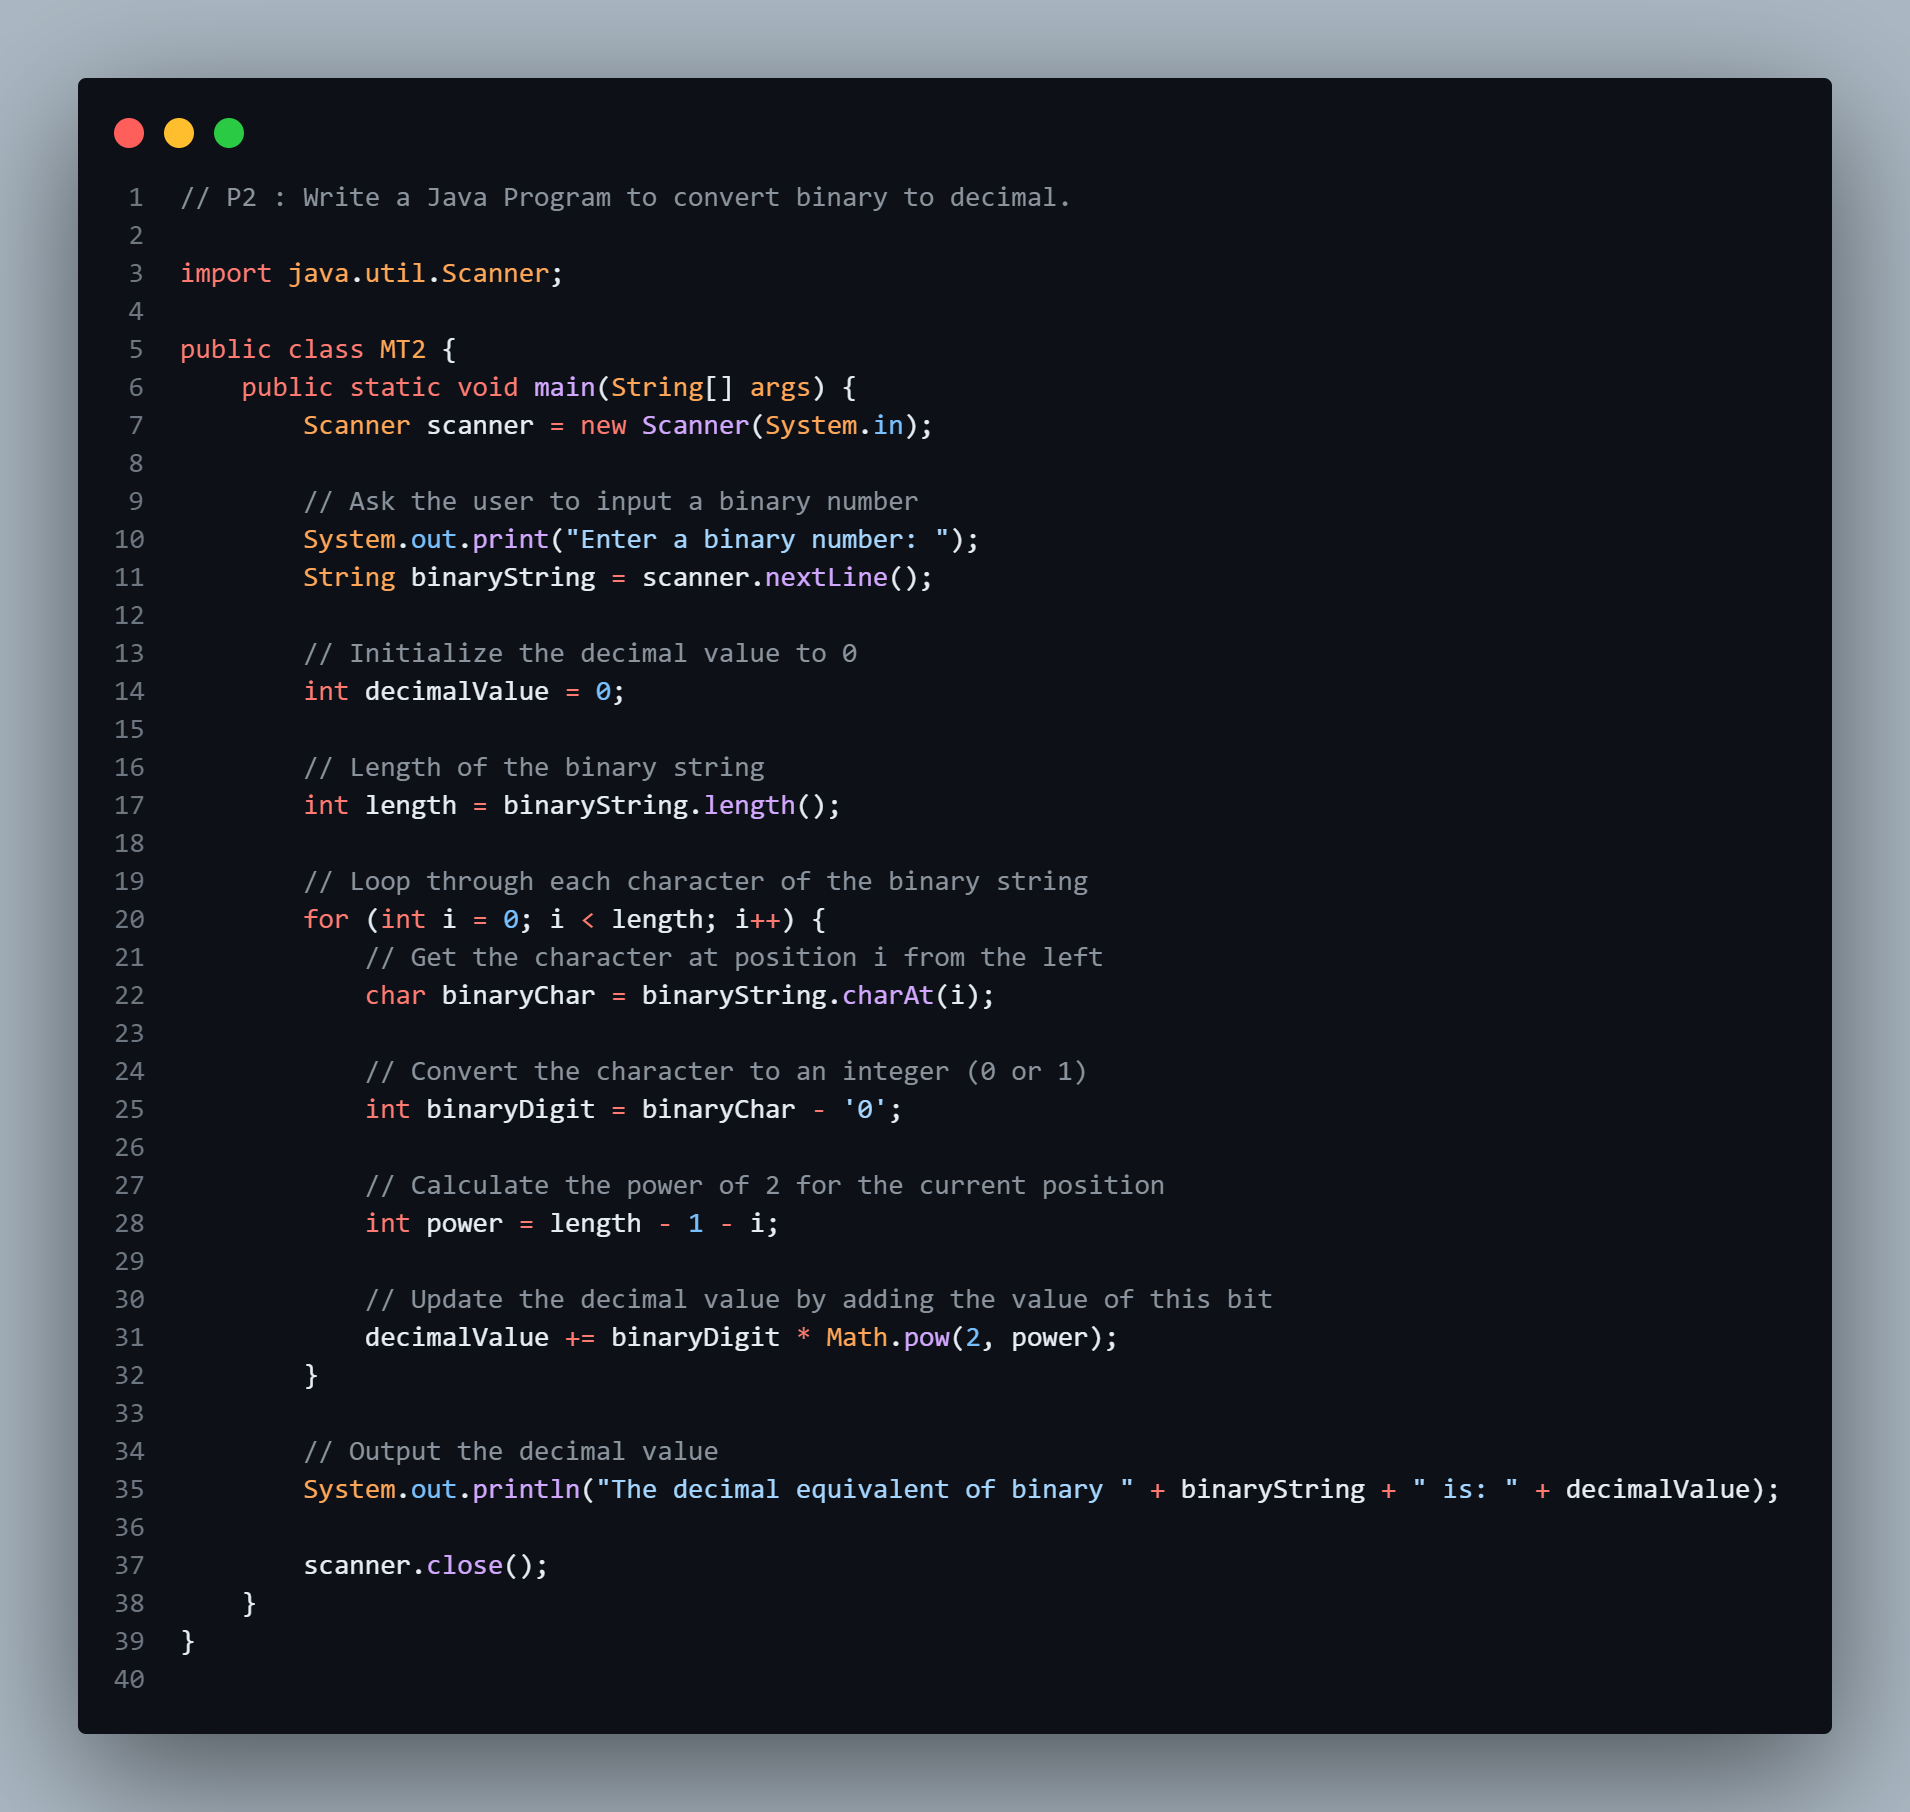 1 // P2 : Write a Java Program to convert binary to decimal.
2
3 import java.util.Scanner;
4
5 public class MT2 {
6     public static void main(String[] args) {
7         Scanner scanner = new Scanner(System.in);
8
9         // Ask the user to input a binary number
10         System.out.print("Enter a binary number: ");
11         String binaryString = scanner.nextLine();
12
13         // Initialize the decimal value to 0
14         int decimalValue = 0;
15
16         // Length of the binary string
17         int length = binaryString.length();
18
19         // Loop through each character of the binary string
20         for (int i = 0; i < length; i++) {
21             // Get the character at position i from the left
22             char binaryChar = binaryString.charAt(i);
23
24             // Convert the character to an integer (0 or 1)
25             int binaryDigit = binaryChar - '0';
26
27             // Calculate the power of 2 for the current position
28             int power = length - 1 - i;
29
30             // Update the decimal value by adding the value of this bit
31             decimalValue += binaryDigit * Math.pow(2, power);
32         }
33
34         // Output the decimal value
35         System.out.println("The decimal equivalent of binary " + binaryString + " is: " + decimalValue);
36
37         scanner.close();
38     }
39 }
40